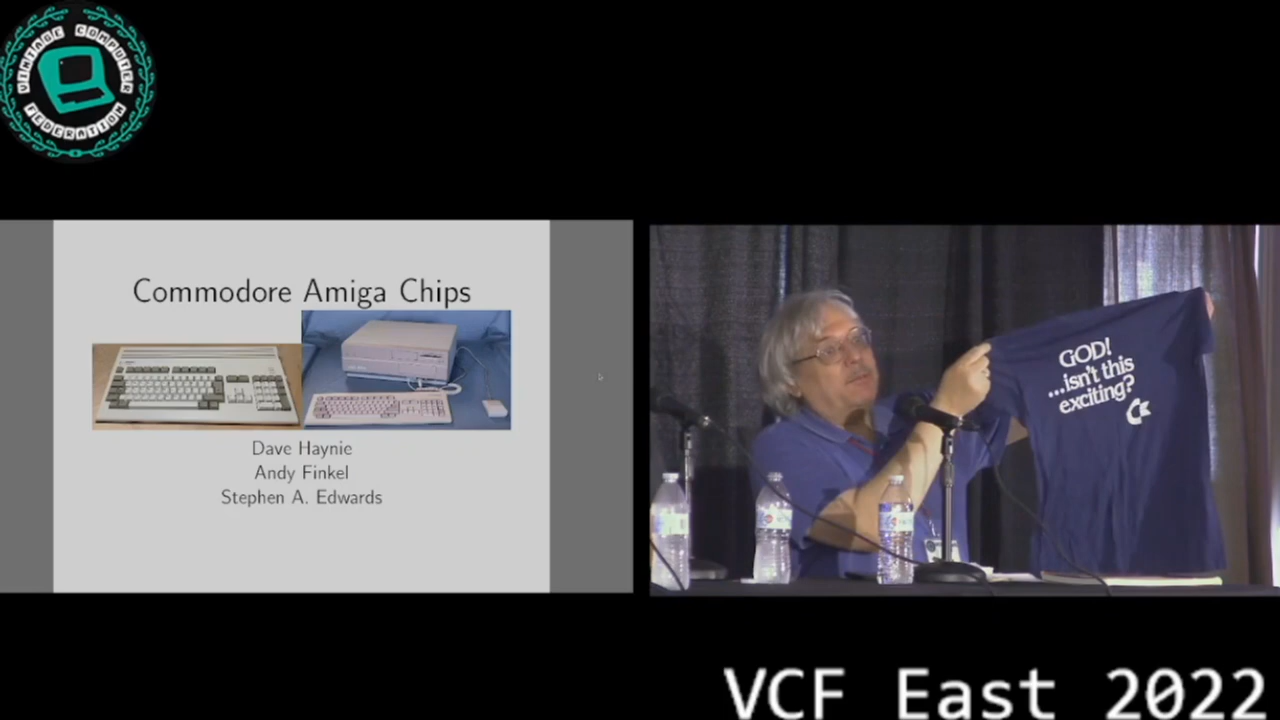 VINTAGE COMPUTER
FEDERATION
Commodore Amiga Chips
Dave Haynie
Andy Finkel
Stephen A. Edwards
GOD!
...isn't this
exciting?
VCF East 2022